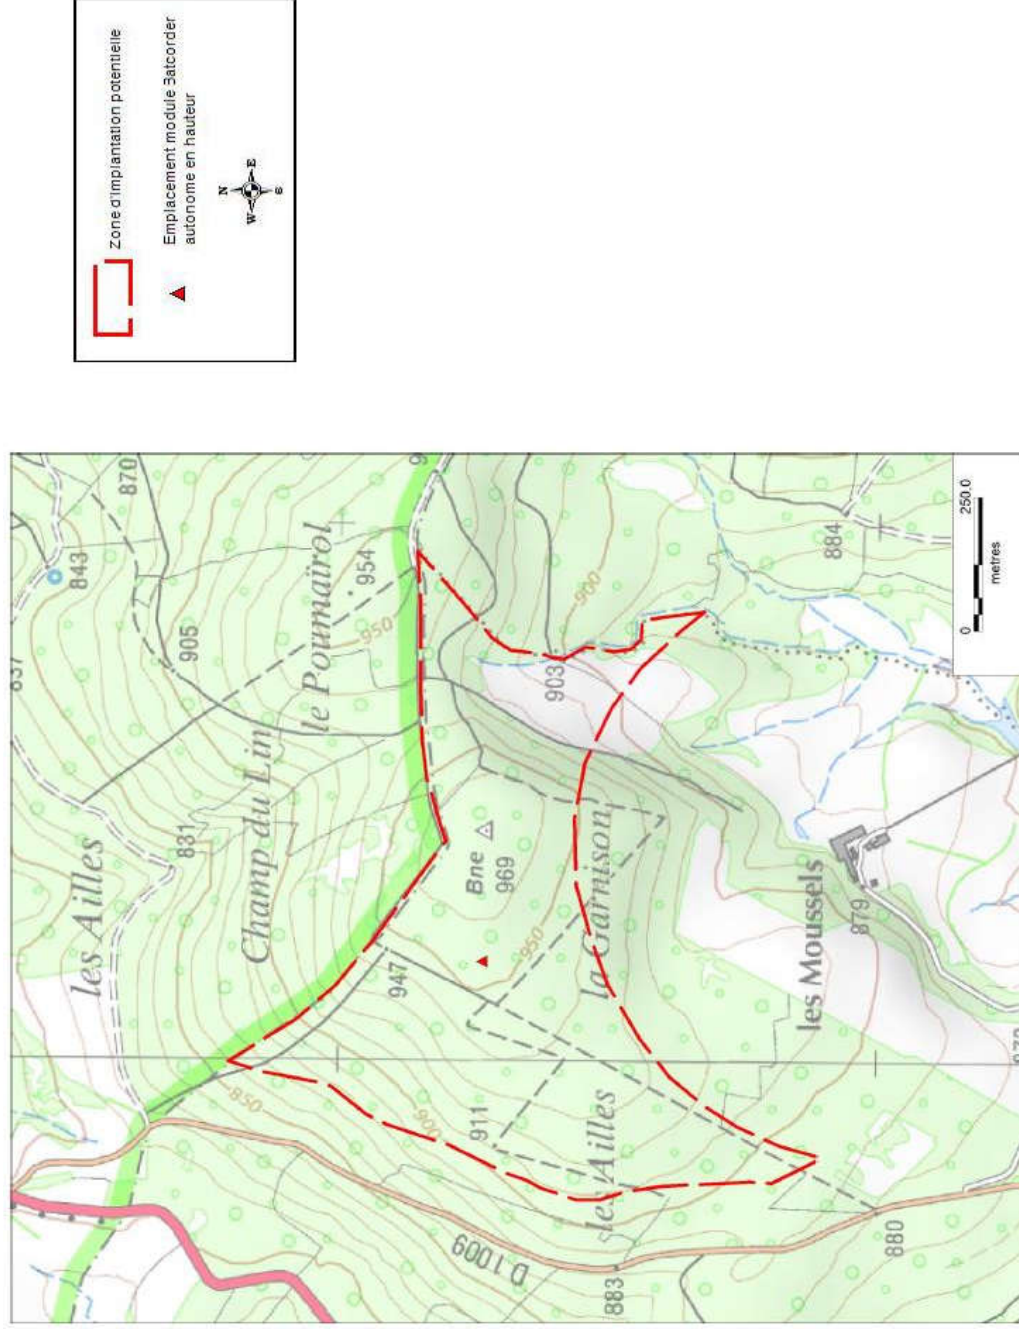 Zone d'implantation potentielle
Emplacement module Batcorder
autonome en hauteur
N
W
E
S
les Ailles
837
843
870
831
905
Champ du Lin
le Poumairol
954
950
947
Bne
969
850
900
911
950
903
900
la Garnison
les Ailles
D 1009
883
880
les Moussels
879
884
0
250.0
metres